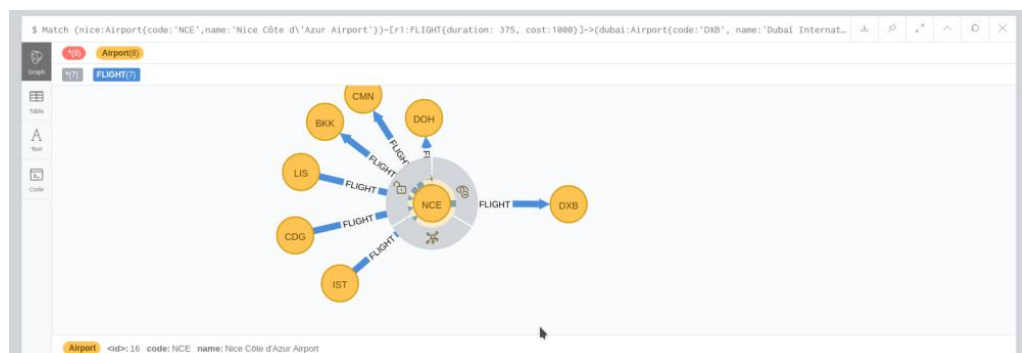 $ Match (nice:Airport{code:'NCE',name:'Nice Côte d\'Azur Airport'})-[r1:FLIGHT{duration: 375, cost:1000}]->(dubai:Airport{code:'DXB', name:'Dubaï Internat…
*(8) Airport(8)
Graph
*(7) FLIGHT(7)
Table
A
Text
Code
CMN
BKK
DOH
FLIGHT
FLIGHT
LIS
FLIGHT
NCE
FLIGHT
DXB
CDG
FLIGHT
FLIGHT
IST
Airport <id>: 16 code: NCE name: Nice Côte d'Azur Airport